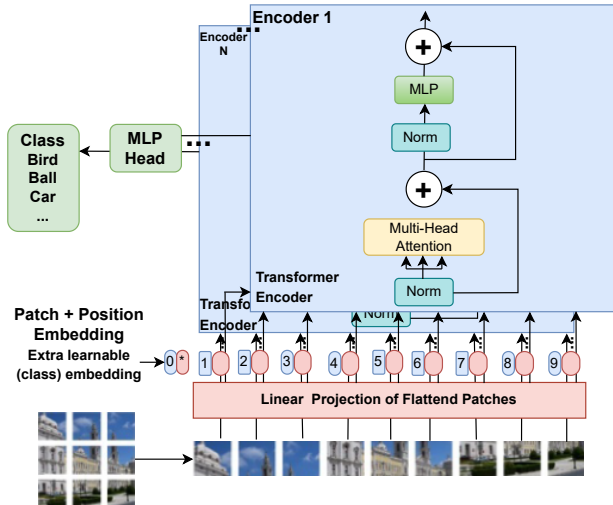 Encoder 1
Encoder
N
...
+
MLP
Norm
+
Multi-Head
Attention
Norm
Transformer
Encoder
Class
Bird
Ball
Car
...
MLP
Head
...
Transfo
Encoder
Norm
Patch + Position
Embedding
Extra learnable
(class) embedding
0 * 1 2 3 4 5 6 7 8 9
Linear Projection of Flattend Patches